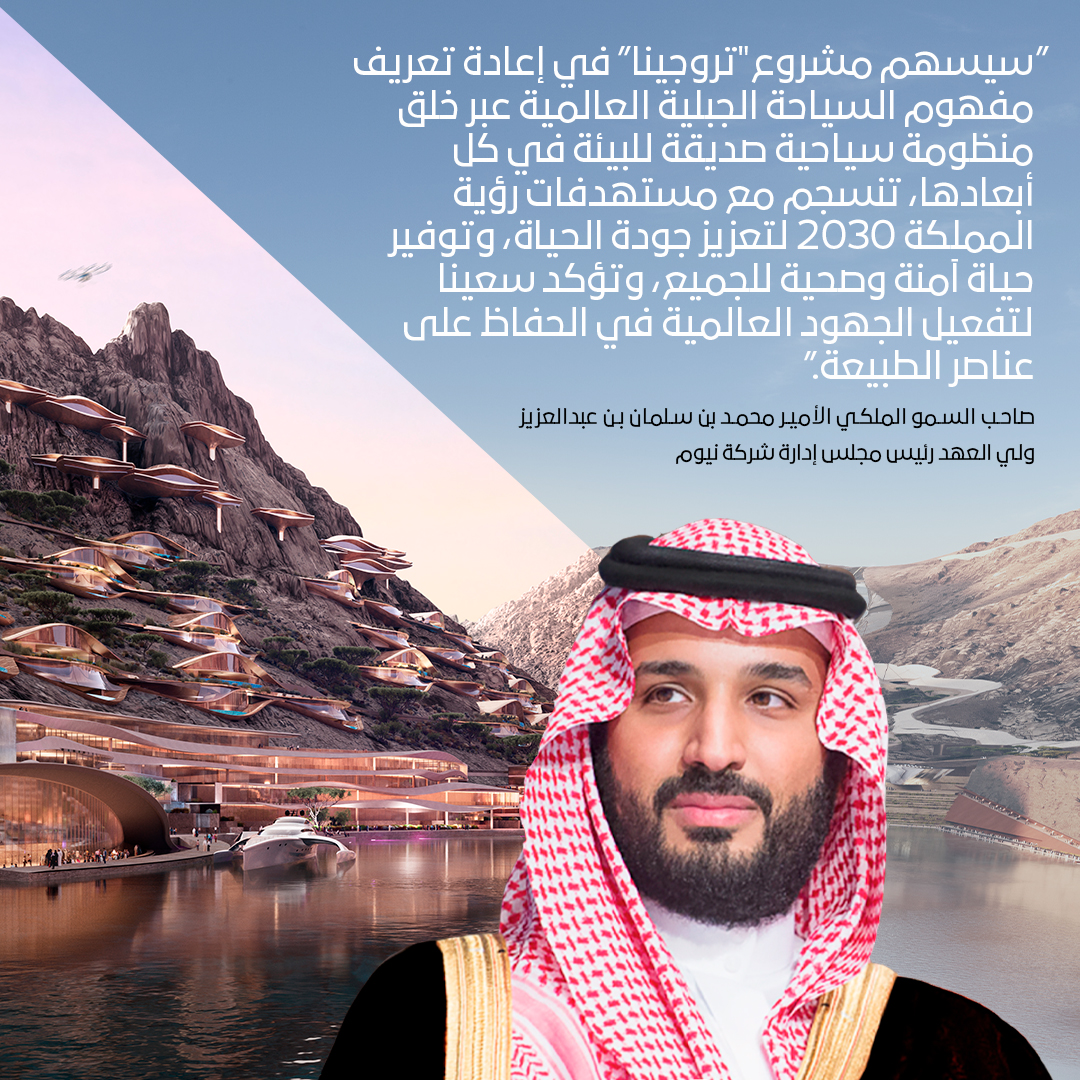 ”سيسهم مشروع "تروجينا” في إعادة تعريف
مفهوم السياحة الجبلية العالمية عبر خلق
منظومة سياحية صديقة للبيئة في كل
أبعادها، تنسجم مع مستهدفات رؤية
المملكة 2030 لتعزيز جودة الحياة، وتوفير
حياة آمنة وصحية للجميع، وتؤكد سعينا
لتفعيل الجهود العالمية في الحفاظ على
عناصر الطبيعة.”
صاحب السمو الملكي الأمير محمد بن سلمان بن عبدالعزيز
ولي العهد رئيس مجلس إدارة شركة نيوم